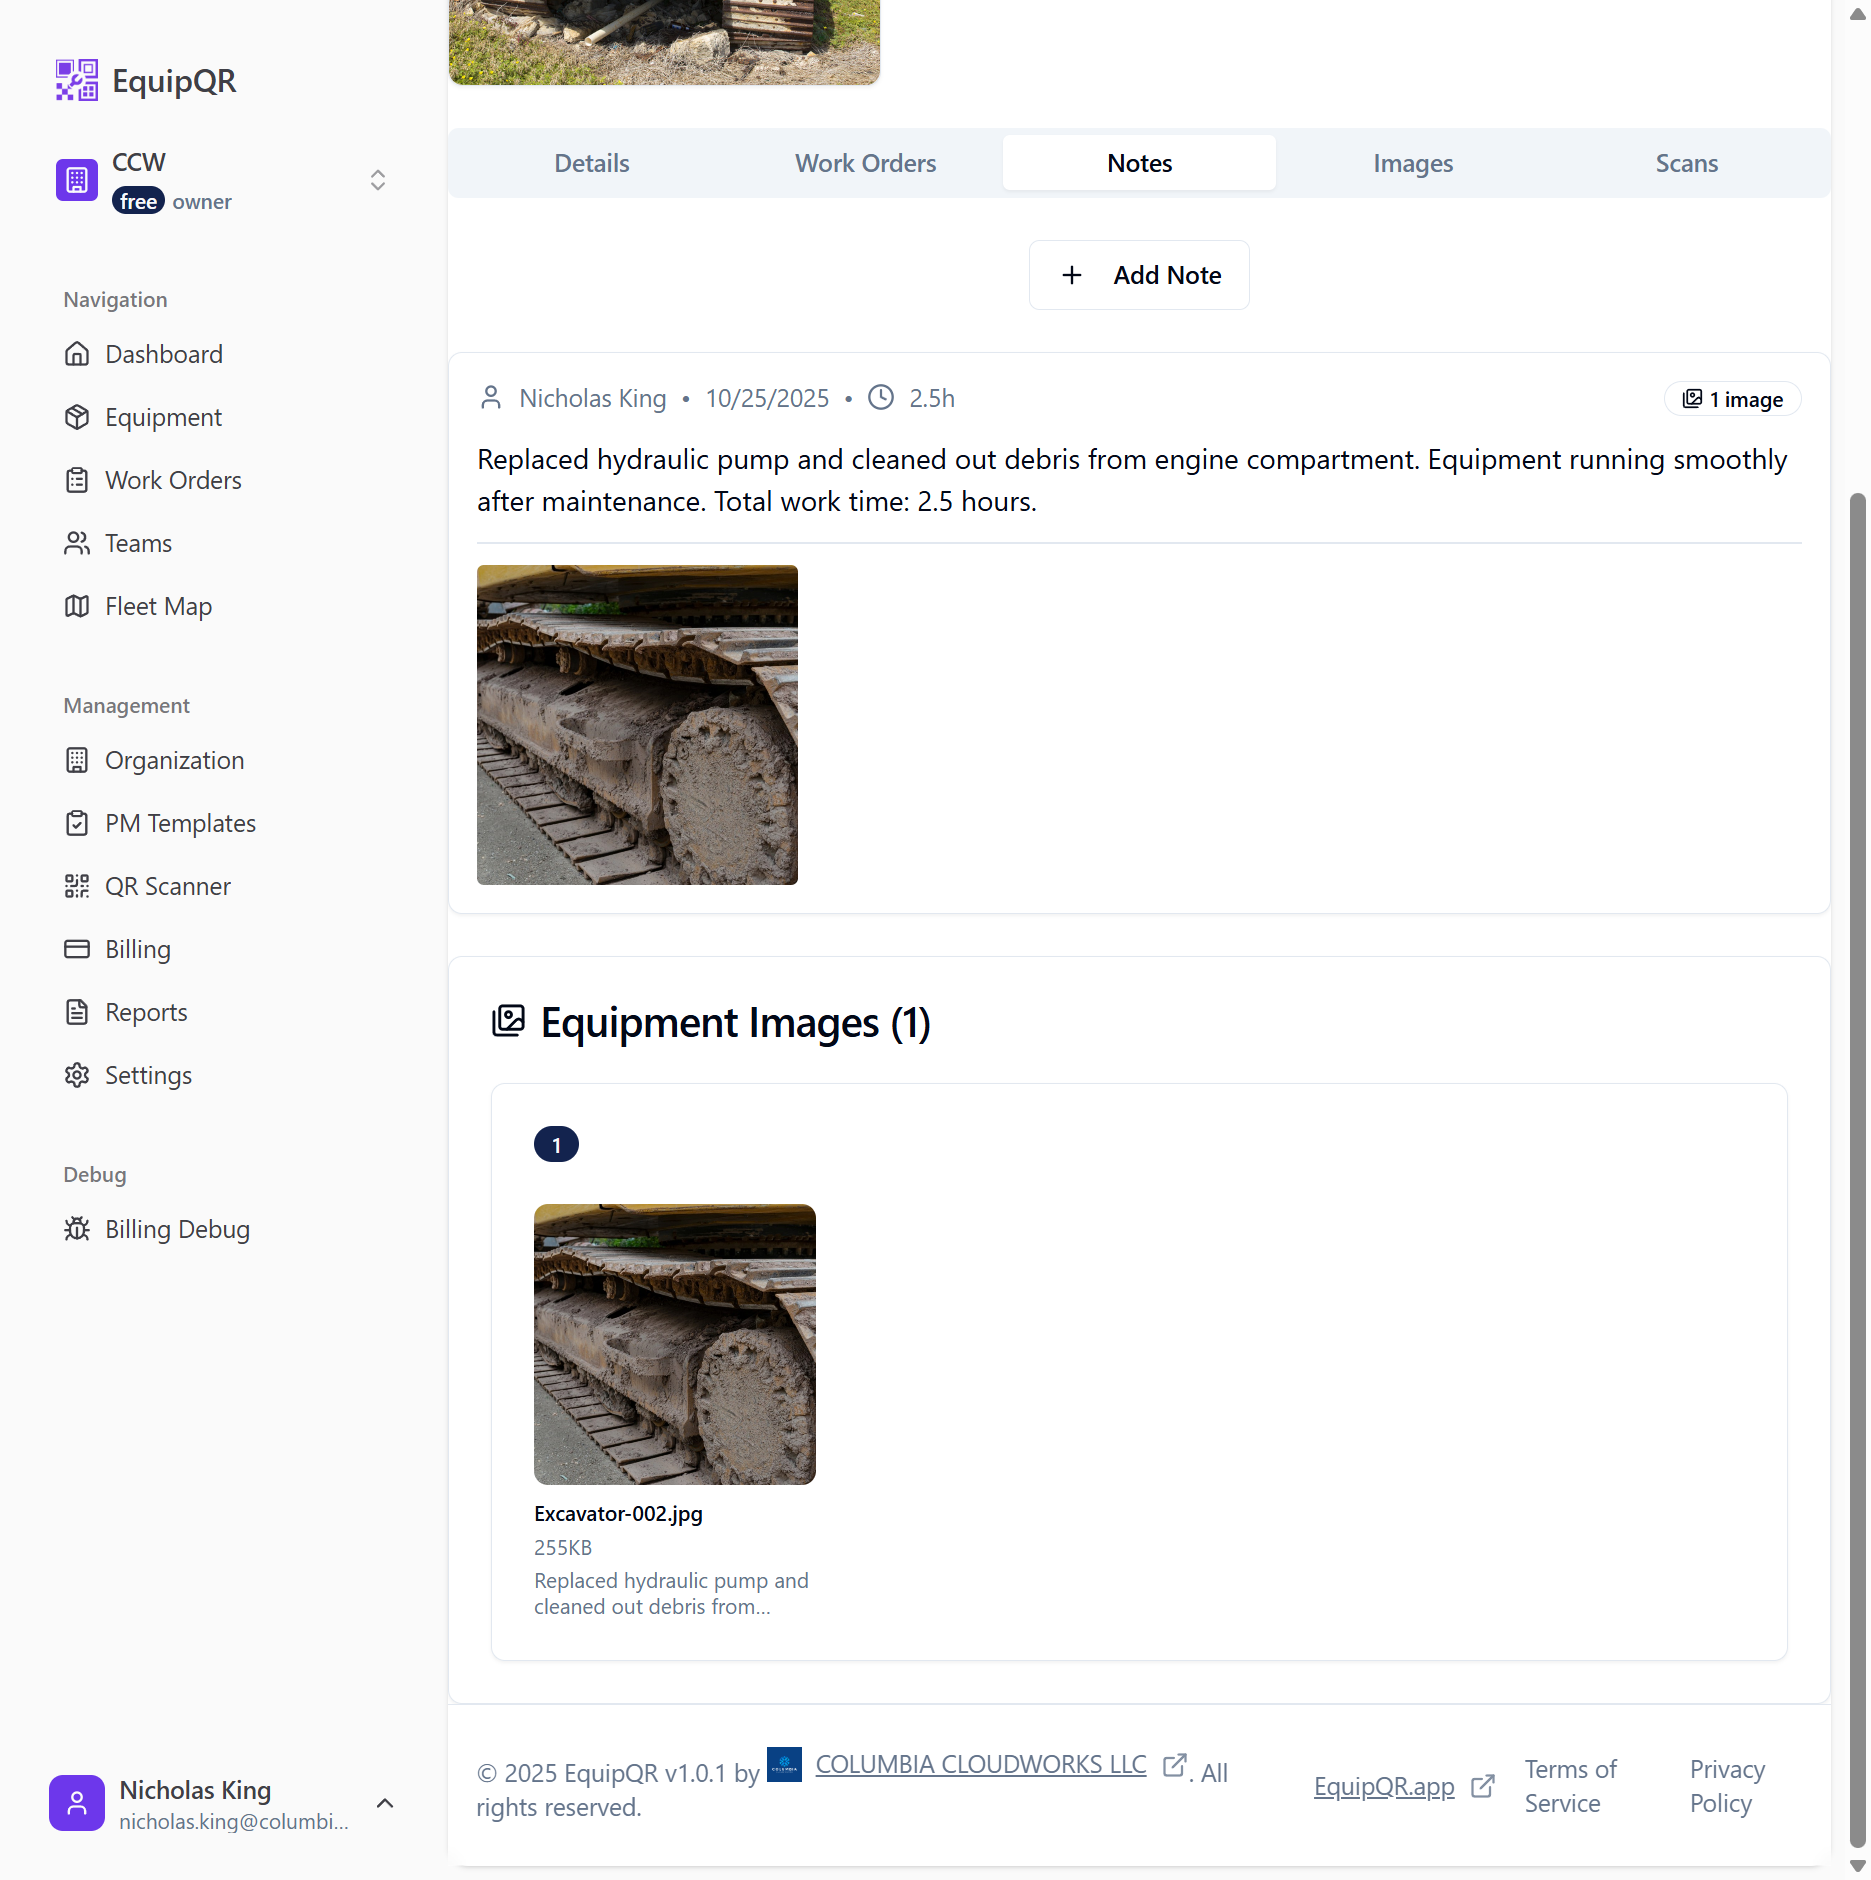 EquipQR
CCW
free owner
Navigation
Dashboard
Equipment
Work Orders
Teams
Fleet Map
Management
Organization
PM Templates
QR Scanner
Billing
Reports
Settings
Debug
Billing Debug
Nicholas King
nicholas.king@columbi...
Details Work Orders Notes Images Scans
Add Note
Nicholas King • 10/25/2025 • 2.5h
1 image
Replaced hydraulic pump and cleaned out debris from engine compartment. Equipment running smoothly
after maintenance. Total work time: 2.5 hours.
Equipment Images (1)
1
Excavator-002.jpg
255KB
Replaced hydraulic pump and
cleaned out debris from...
© 2025 EquipQR v1.0.1 by COLUMBIA CLOUDWORKS LLC . All
rights reserved.
EquipQR.app
Terms of
Service
Privacy
Policy